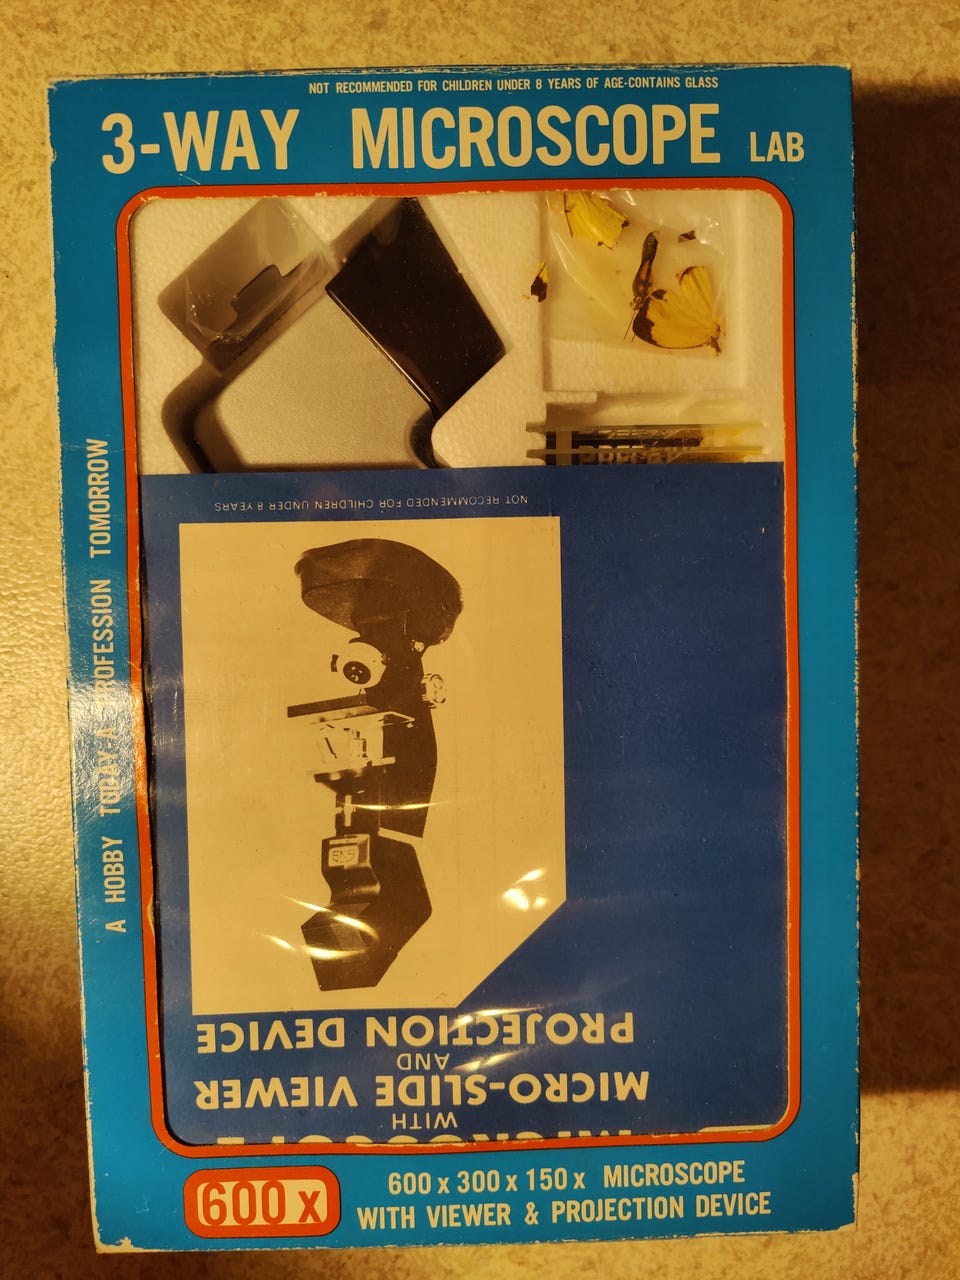 NOT RECOMMENDED FOR CHILDREN UNDER 8 YEARS OF AGE-CONTAINS GLASS
3-WAY MICROSCOPE LAB
A HOBBY TODAY-A PROFESSION TOMORROW
NOT RECOMMENDED FOR CHILDREN UNDER 8 YEARS
MICROSCOPE
WITH
MICRO-SLIDE VIEWER
AND
PROJECTION DEVICE
600 x
600 x 300 x 150 x MICROSCOPE
WITH VIEWER & PROJECTION DEVICE